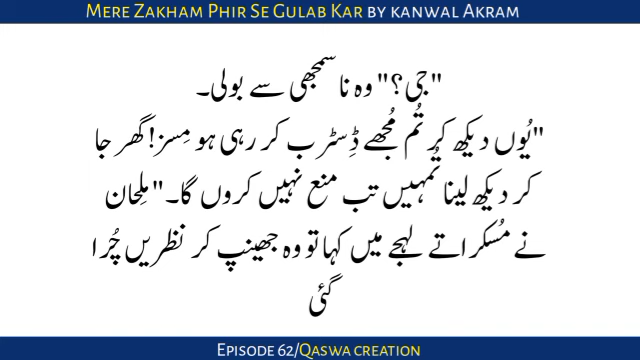 MERE ZAKHAM PHIR SE GULAB KAR BY KANWAL AKRAM
"جی؟" وہ نا سمجھی سے بولی۔
"یُوں دیکھ کر تُم مُجھے ڈِسٹرب کر رہی ہو مِسز! گھر جا
کر دیکھ لینا تُمہیں تب منع نہیں کروں گا۔" مِلحان
نے مُسکراتے لہجے میں کہا تو وہ جھینپ کر نظریں چُرا
گئی
EPISODE 62/QASWA CREATION